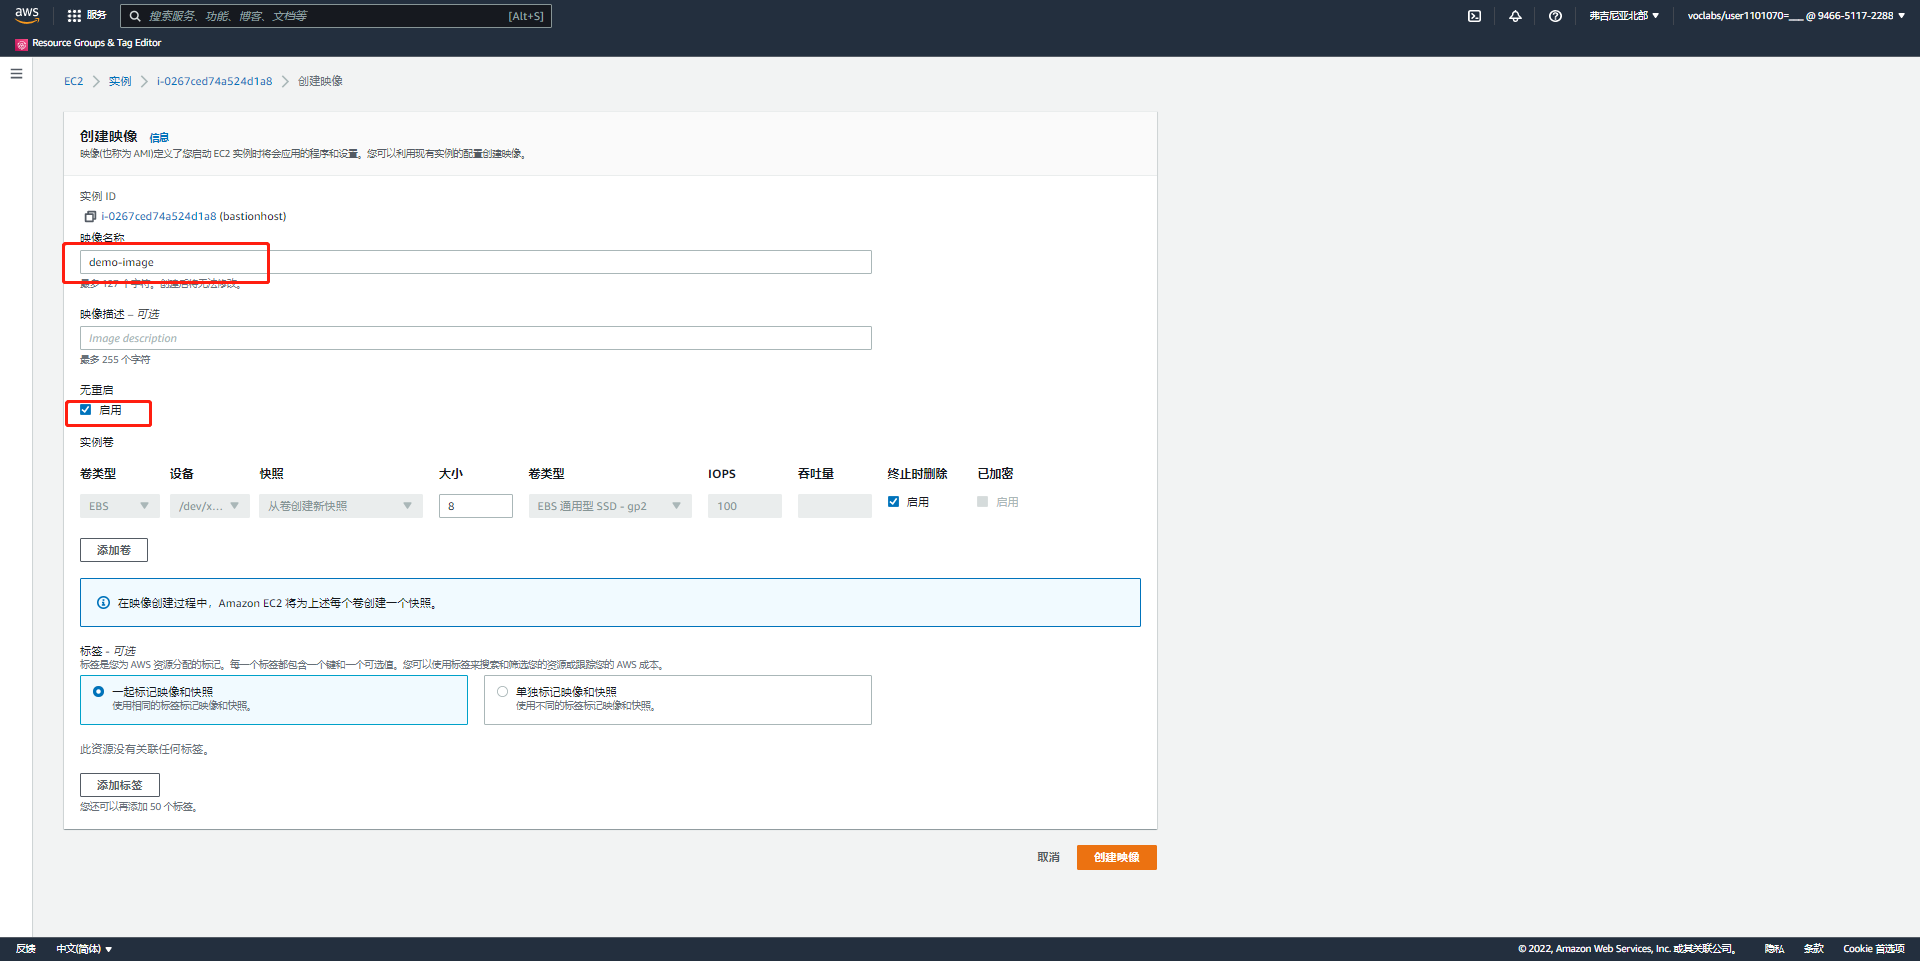 aws
服务
搜索服务、功能、博客、文档等
[Alt+S]
弗吉尼亚北部
voclabs/user1101070=___ @ 9466-5117-2288
Resource Groups & Tag Editor
EC2
实例
i-0267ced74a524d1a8
创建映像
创建映像 信息
映像(也称为 AMI)定义了您启动 EC2 实例时将会应用的程序和设置。您可以利用现有实例的配置创建映像。
实例 ID
i-0267ced74a524d1a8 (bastionhost)
映像名称
demo-image
最多 127 个字符。创建后将无法修改。
映像描述 – 可选
Image description
最多 255 个字符
无重启
启用
实例卷
卷类型 设备 快照 大小 卷类型 IOPS 吞吐量 终止时删除 已加密
EBS /dev/x... 从卷创建新快照 8 EBS 通用型 SSD - gp2 100 启用 启用
添加卷
在映像创建过程中，Amazon EC2 将为上述每个卷创建一个快照。
标签 - 可选
标签是您为 AWS 资源分配的标记。每一个标签都包含一个键和一个可选值。您可以使用标签来搜索和筛选您的资源或跟踪您的 AWS 成本。
一起标记映像和快照
使用相同的标签标记映像和快照。
单独标记映像和快照
使用不同的标签标记映像和快照。
此资源没有关联任何标签。
添加标签
您还可以再添加 50 个标签。
取消
创建映像
反馈
中文(简体)
© 2022, Amazon Web Services, Inc. 或其关联公司。
隐私
条款
Cookie 首选项